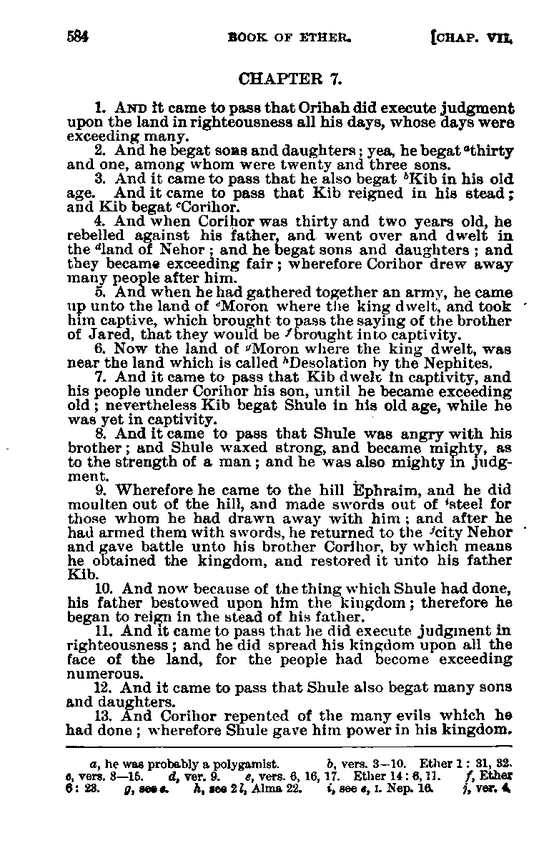 584 BOOK OF ETHER. [CHAP. VII.
CHAPTER 7.
1. AND it came to pass that Orihah did execute judgment
upon the land in righteousness all his days, whose days were
exceeding many.
2. And he begat sons and daughters; yea, he begat ᵃthirty
and one, among whom were twenty and three sons.
3. And it came to pass that he also begat ᵇKib in his old
age. And it came to pass that Kib reigned in his stead;
and Kib begat ᶜCorihor.
4. And when Corihor was thirty and two years old, he
rebelled against his father, and went over and dwelt in
the ᵈland of Nehor; and he begat sons and daughters; and
they became exceeding fair; wherefore Corihor drew away
many people after him.
5. And when he had gathered together an army, he came
up unto the land of ᵉMoron where the king dwelt, and took
him captive, which brought to pass the saying of the brother
of Jared, that they would be ᶠbrought into captivity.
6. Now the land of ᵍMoron where the king dwelt, was
near the land which is called ʰDesolation by the Nephites.
7. And it came to pass that Kib dwelt in captivity, and
his people under Corihor his son, until he became exceeding
old; nevertheless Kib begat Shule in his old age, while he
was yet in captivity.
8. And it came to pass that Shule was angry with his
brother; and Shule waxed strong, and became mighty, as
to the strength of a man; and he was also mighty in judg-
ment.
9. Wherefore he came to the hill Ephraim, and he did
moulten out of the hill, and made swords out of ⁱsteel for
those whom he had drawn away with him; and after he
had armed them with swords, he returned to the ʲcity Nehor
and gave battle unto his brother Corihor, by which means
he obtained the kingdom, and restored it unto his father
Kib.
10. And now because of the thing which Shule had done,
his father bestowed upon him the kingdom; therefore he
began to reign in the stead of his father.
11. And it came to pass that he did execute judgment in
righteousness; and he did spread his kingdom upon all the
face of the land, for the people had become exceeding
numerous.
12. And it came to pass that Shule also begat many sons
and daughters.
13. And Corihor repented of the many evils which he
had done; wherefore Shule gave him power in his kingdom.
a, he was probably a polygamist. b, vers. 3—10. Ether 1: 31, 32.
c, vers. 3—15. d, ver. 9. e, vers. 6, 16, 17. Ether 14: 6, 11. f, Ether
6: 23. g, see e. h, see 2 l, Alma 22. i, see e, I. Nep. 16. j, ver. 4.